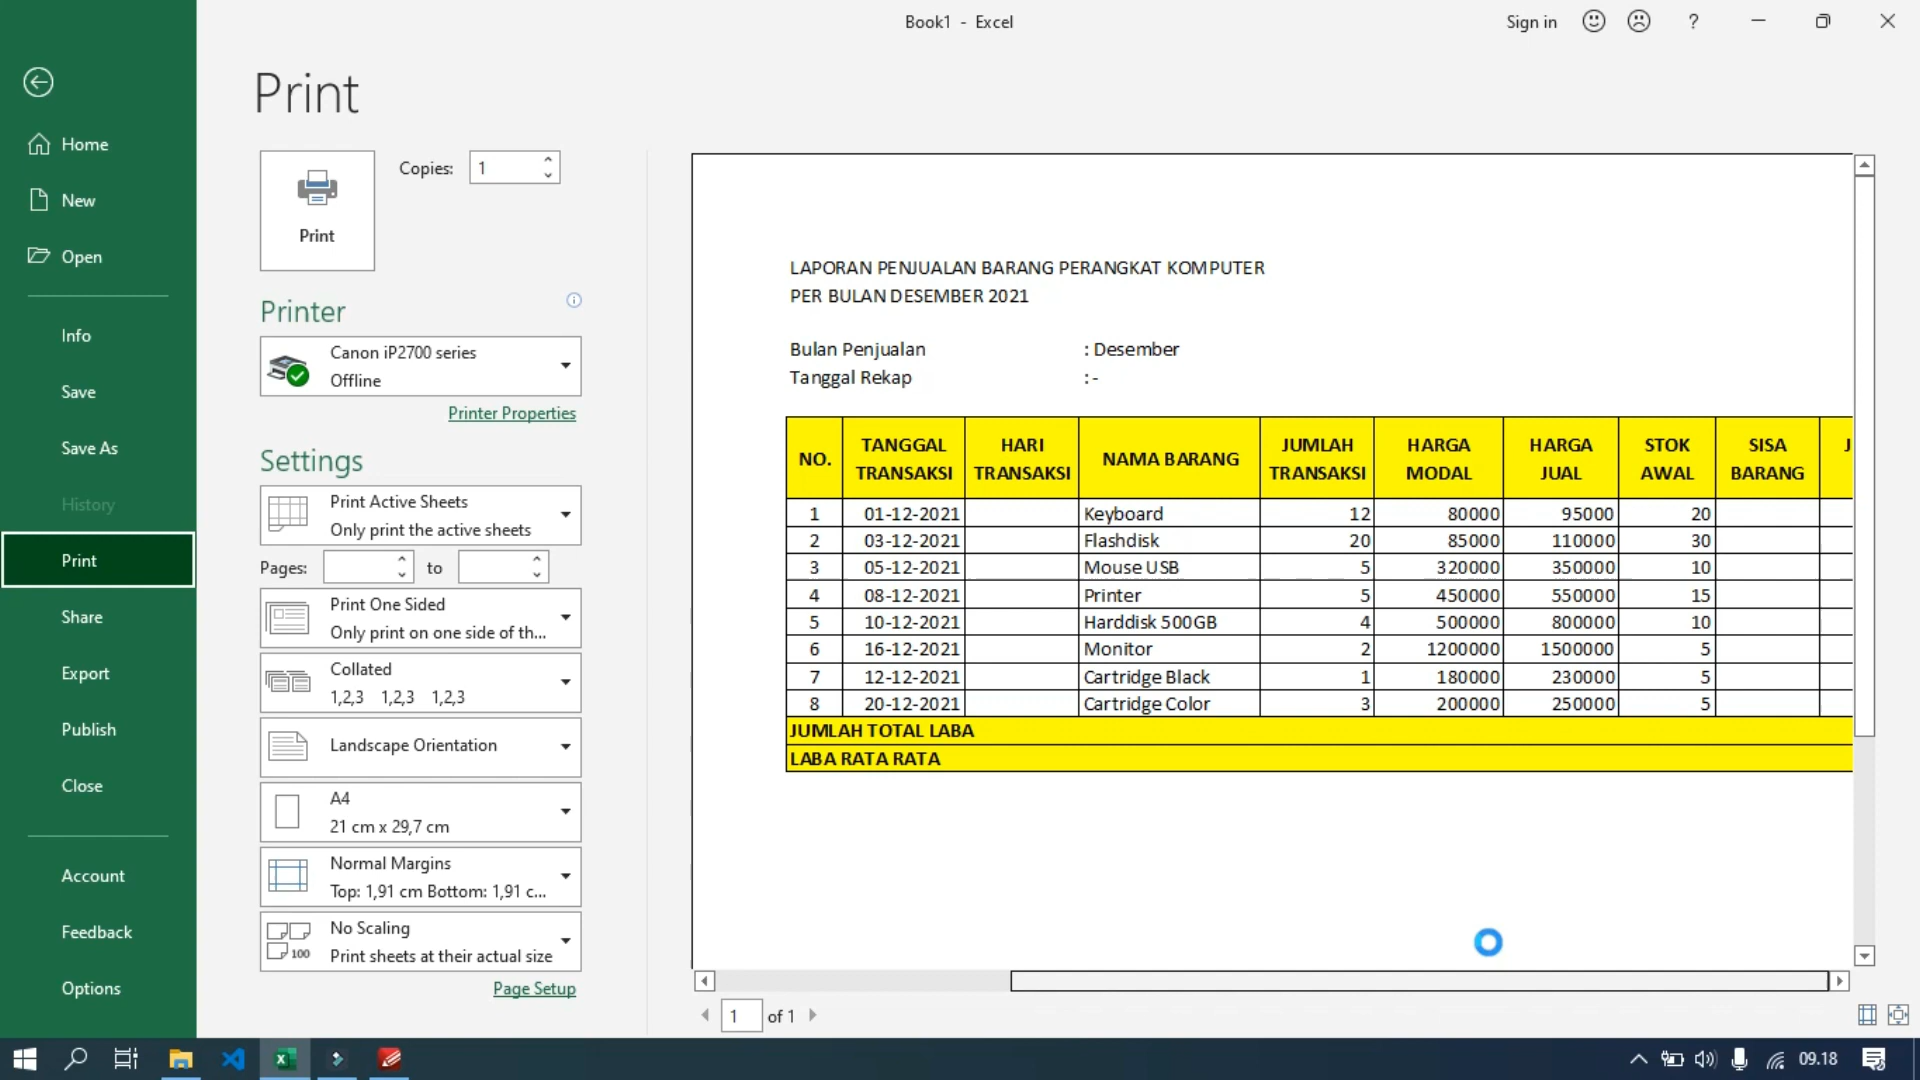 Book1 - Excel
Sign in
?
Print
Home
New
Open
Info
Save
Save As
History
Print
Share
Export
Publish
Close
Account
Feedback
Options
Print
Copies: 1
Printer
Canon iP2700 series
Offline
Printer Properties
Settings
Print Active Sheets
Only print the active sheets
Pages: to
Print One Sided
Only print on one side of th...
Collated
1,2,3 1,2,3 1,2,3
Landscape Orientation
A4
21 cm x 29,7 cm
Normal Margins
Top: 1,91 cm Bottom: 1,91 c...
No Scaling
100
Print sheets at their actual size
Page Setup
LAPORAN PENJUALAN BARANG PERANGKAT KOMPUTER
PER BULAN DESEMBER 2021
Bulan Penjualan : Desember
Tanggal Rekap : -
NO. TANGGAL TRANSAKSI HARI TRANSAKSI NAMA BARANG JUMLAH TRANSAKSI HARGA MODAL HARGA JUAL STOK AWAL SISA BARANG J
1 01-12-2021 Keyboard 12 80000 95000 20
2 03-12-2021 Flashdisk 20 85000 110000 30
3 05-12-2021 Mouse USB 5 320000 350000 10
4 08-12-2021 Printer 5 450000 550000 15
5 10-12-2021 Harddisk 500GB 4 500000 800000 10
6 16-12-2021 Monitor 2 1200000 1500000 5
7 12-12-2021 Cartridge Black 1 180000 230000 5
8 20-12-2021 Cartridge Color 3 200000 250000 5
JUMLAH TOTAL LABA
LABA RATA RATA
1 of 1
09.18